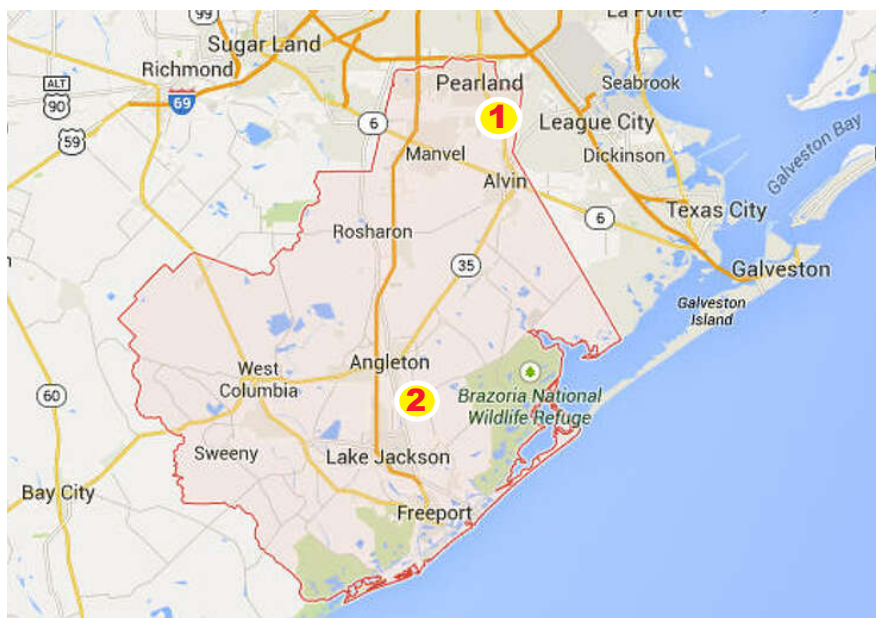 99
La Porte
Sugar Land
Richmond
Pearland
Seabrook
ALT
90
69
6
1
League City
59
Manvel
Dickinson
Galveston Bay
Alvin
Texas City
6
Rosharon
35
Galveston
Galveston
Island
Angleton
West
Columbia
60
2
Brazoria National
Wildlife Refuge
Sweeny
Lake Jackson
Bay City
Freeport